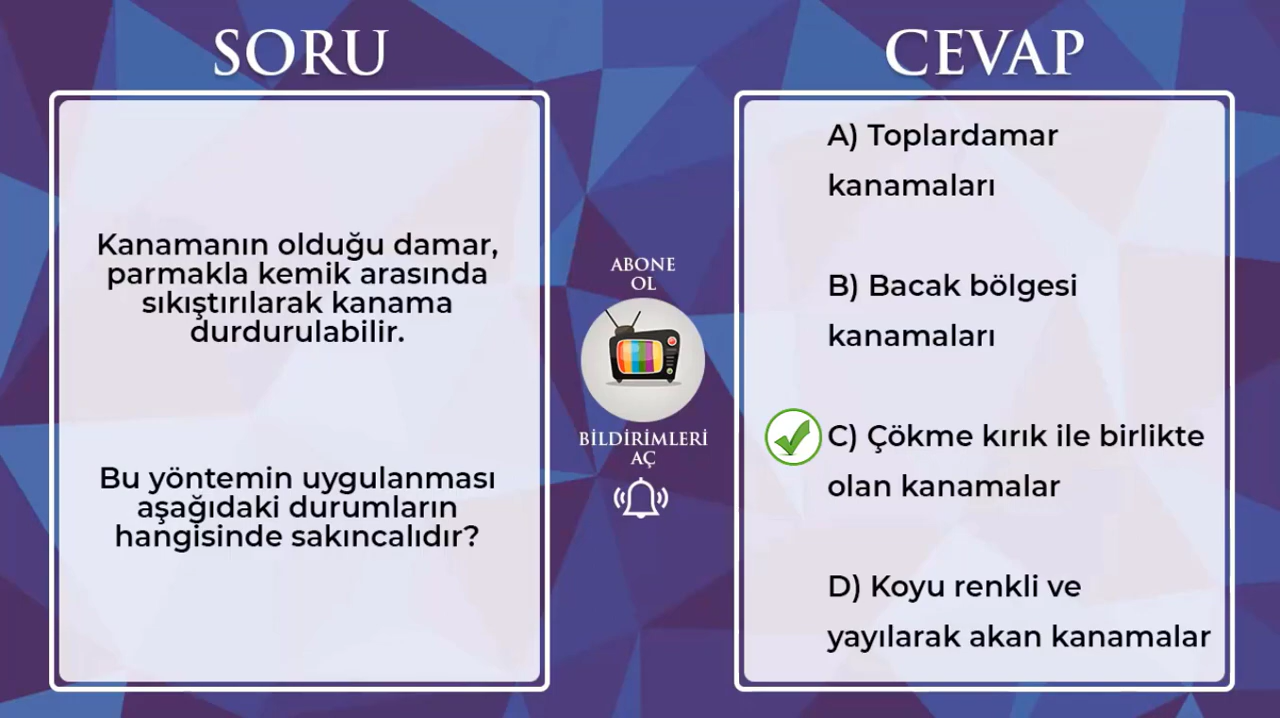 SORU
Kanamanın olduğu damar,
parmakla kemik arasında
sıkıştırılarak kanama
durdurulabilir.
Bu yöntemin uygulanması
aşağıdaki durumların
hangisinde sakıncalıdır?
ABONE
OL
BİLDİRİMLERİ
AÇ
CEVAP
A) Toplardamar
kanamaları
B) Bacak bölgesi
kanamaları
C) Çökme kırık ile birlikte
olan kanamalar
D) Koyu renkli ve
yayılarak akan kanamalar